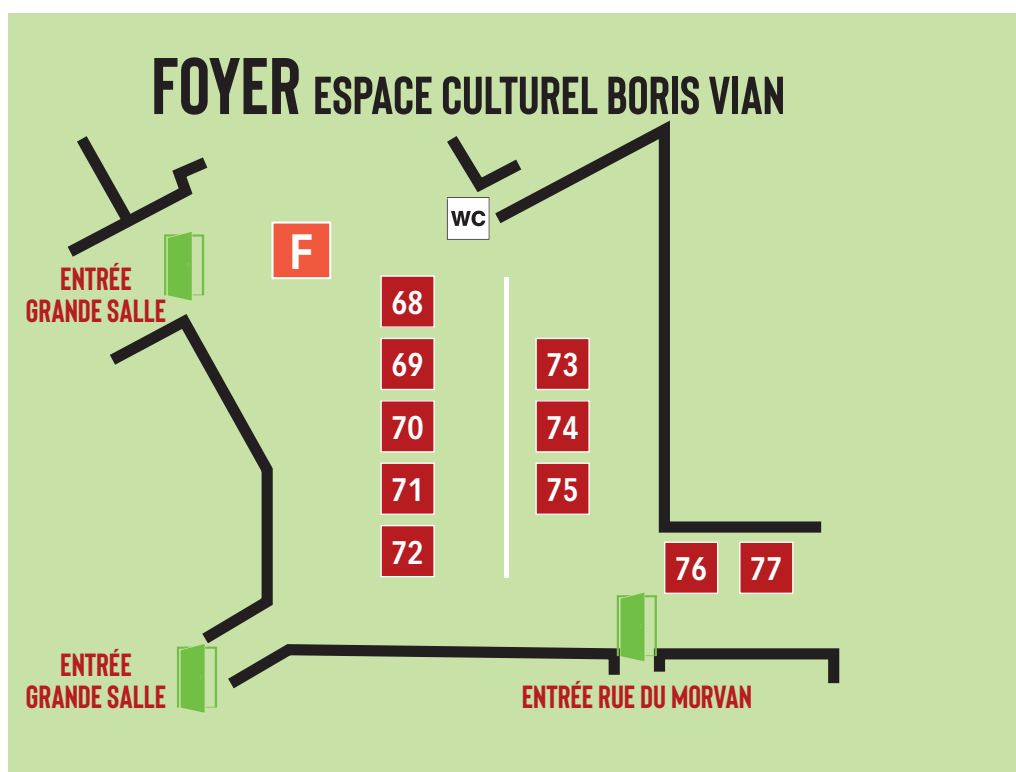 FOYER ESPACE CULTUREL BORIS VIAN
WC
F
ENTRÉE
GRANDE SALLE
68
69
70
71
72
73
74
75
76
77
ENTRÉE
GRANDE SALLE
ENTRÉE RUE DU MORVAN